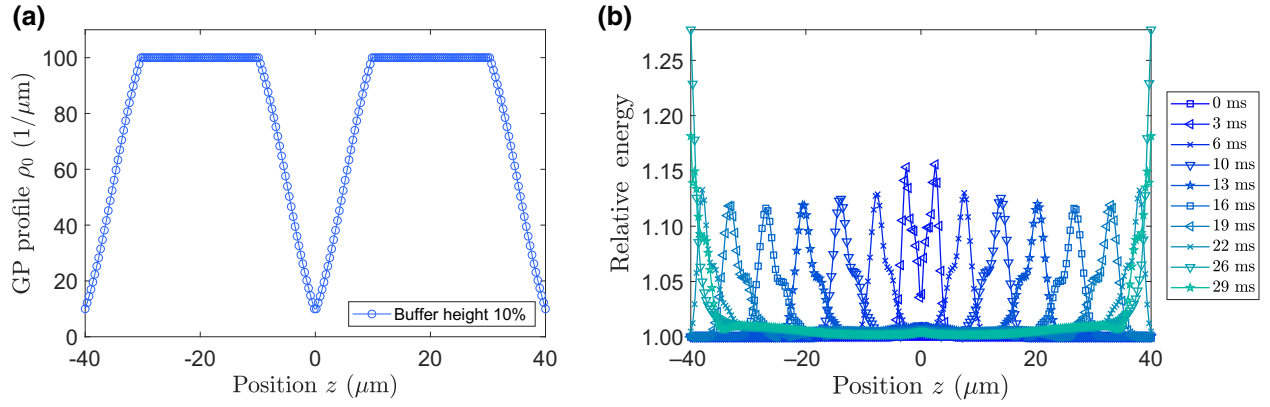 (a)
GP profile ρ₀ (1/μm)
100
80
60
40
20
0
Buffer height 10%
-40
-20
0
20
40
Position z (μm)
(b)
Relative energy
1.25
1.20
1.15
1.10
1.05
1.00
−40
−20
0
20
40
Position z (μm)
0 ms
3 ms
6 ms
10 ms
13 ms
16 ms
19 ms
22 ms
26 ms
29 ms